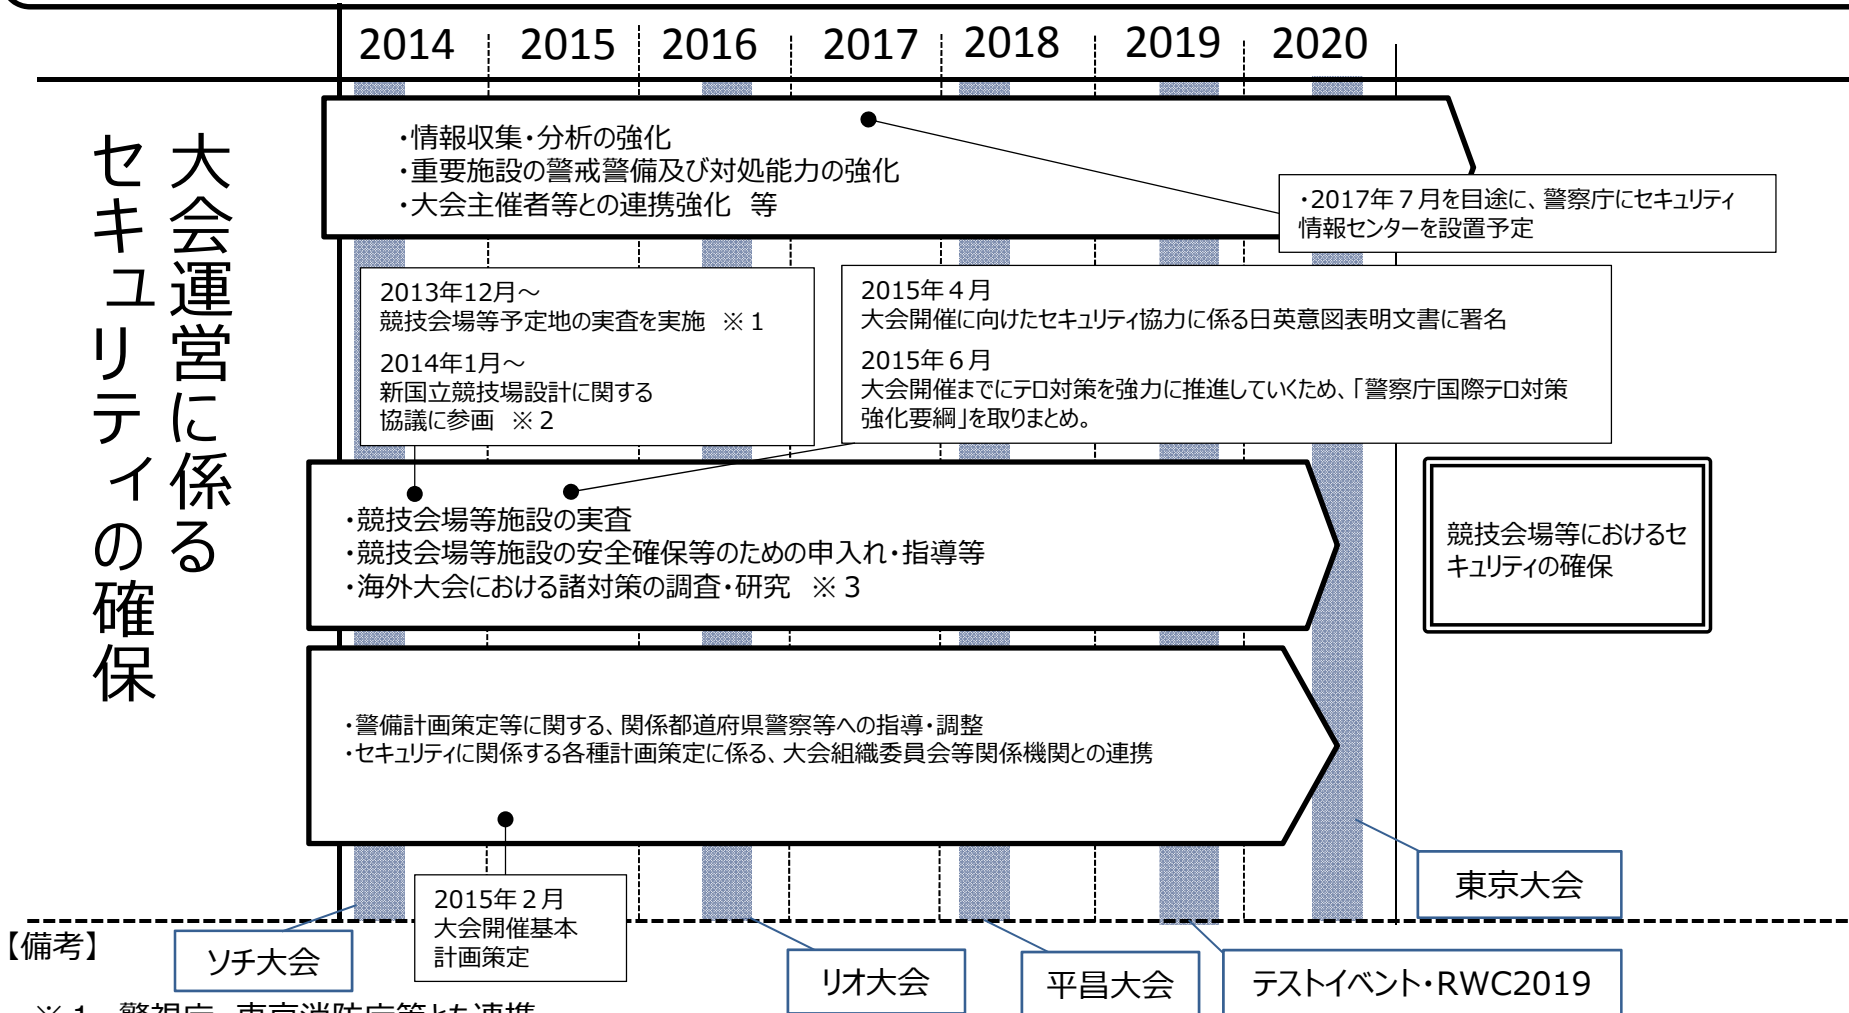 2014 2015 2016 2017 2018 2019 2020
大会運営に係る
セキュリティの確保
・情報収集・分析の強化
・重要施設の警戒警備及び対処能力の強化
・大会主催者等との連携強化　等
・2017年７月を目途に、警察庁にセキュリティ
情報センターを設置予定
2013年12月～
競技会場等予定地の実査を実施　※１
2014年1月～
新国立競技場設計に関する
協議に参画　※２
2015年４月
大会開催に向けたセキュリティ協力に係る日英意図表明文書に署名
2015年６月
大会開催までにテロ対策を強力に推進していくため、「警察庁国際テロ対策
強化要綱」を取りまとめ。
・競技会場等施設の実査
・競技会場等施設の安全確保等のための申入れ・指導等
・海外大会における諸対策の調査・研究　※３
競技会場等におけるセ
キュリティの確保
・警備計画策定等に関する、関係都道府県警察等への指導・調整
・セキュリティに関係する各種計画策定に係る、大会組織委員会等関係機関との連携
2015年２月
大会開催基本
計画策定
東京大会
【備考】
ソチ大会
リオ大会
平昌大会
テストイベント・RWC2019
※１　警視庁、東京消防庁等とも連携